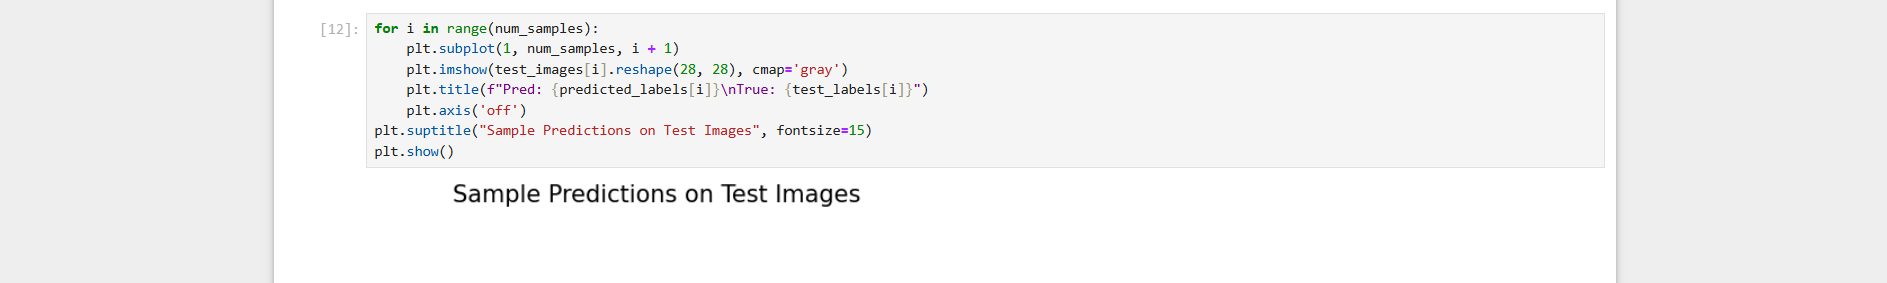 [12]: for i in range(num_samples):
    plt.subplot(1, num_samples, i + 1)
    plt.imshow(test_images[i].reshape(28, 28), cmap='gray')
    plt.title(f"Pred: {predicted_labels[i]}\nTrue: {test_labels[i]}")
    plt.axis('off')
plt.suptitle("Sample Predictions on Test Images", fontsize=15)
plt.show()
Sample Predictions on Test Images